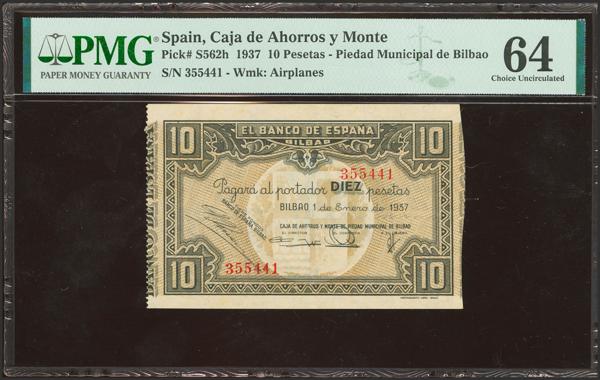 PMG
PAPER MONEY GUARANTY
Spain, Caja de Ahorros y Monte
Pick# S562h 1937 10 Pesetas - Piedad Municipal de Bilbao
S/N 355441 - Wmk: Airplanes
64
Choice Uncirculated
10
EL BANCO DE ESPAÑA
BILBAO
10
355441
Pagará al portador DIEZ pesetas
BILBAO 1 de Enero de 1937
CAJA DE AHORROS Y MONTE DE PIEDAD MUNICIPAL DE BILBAO
355441
10
10